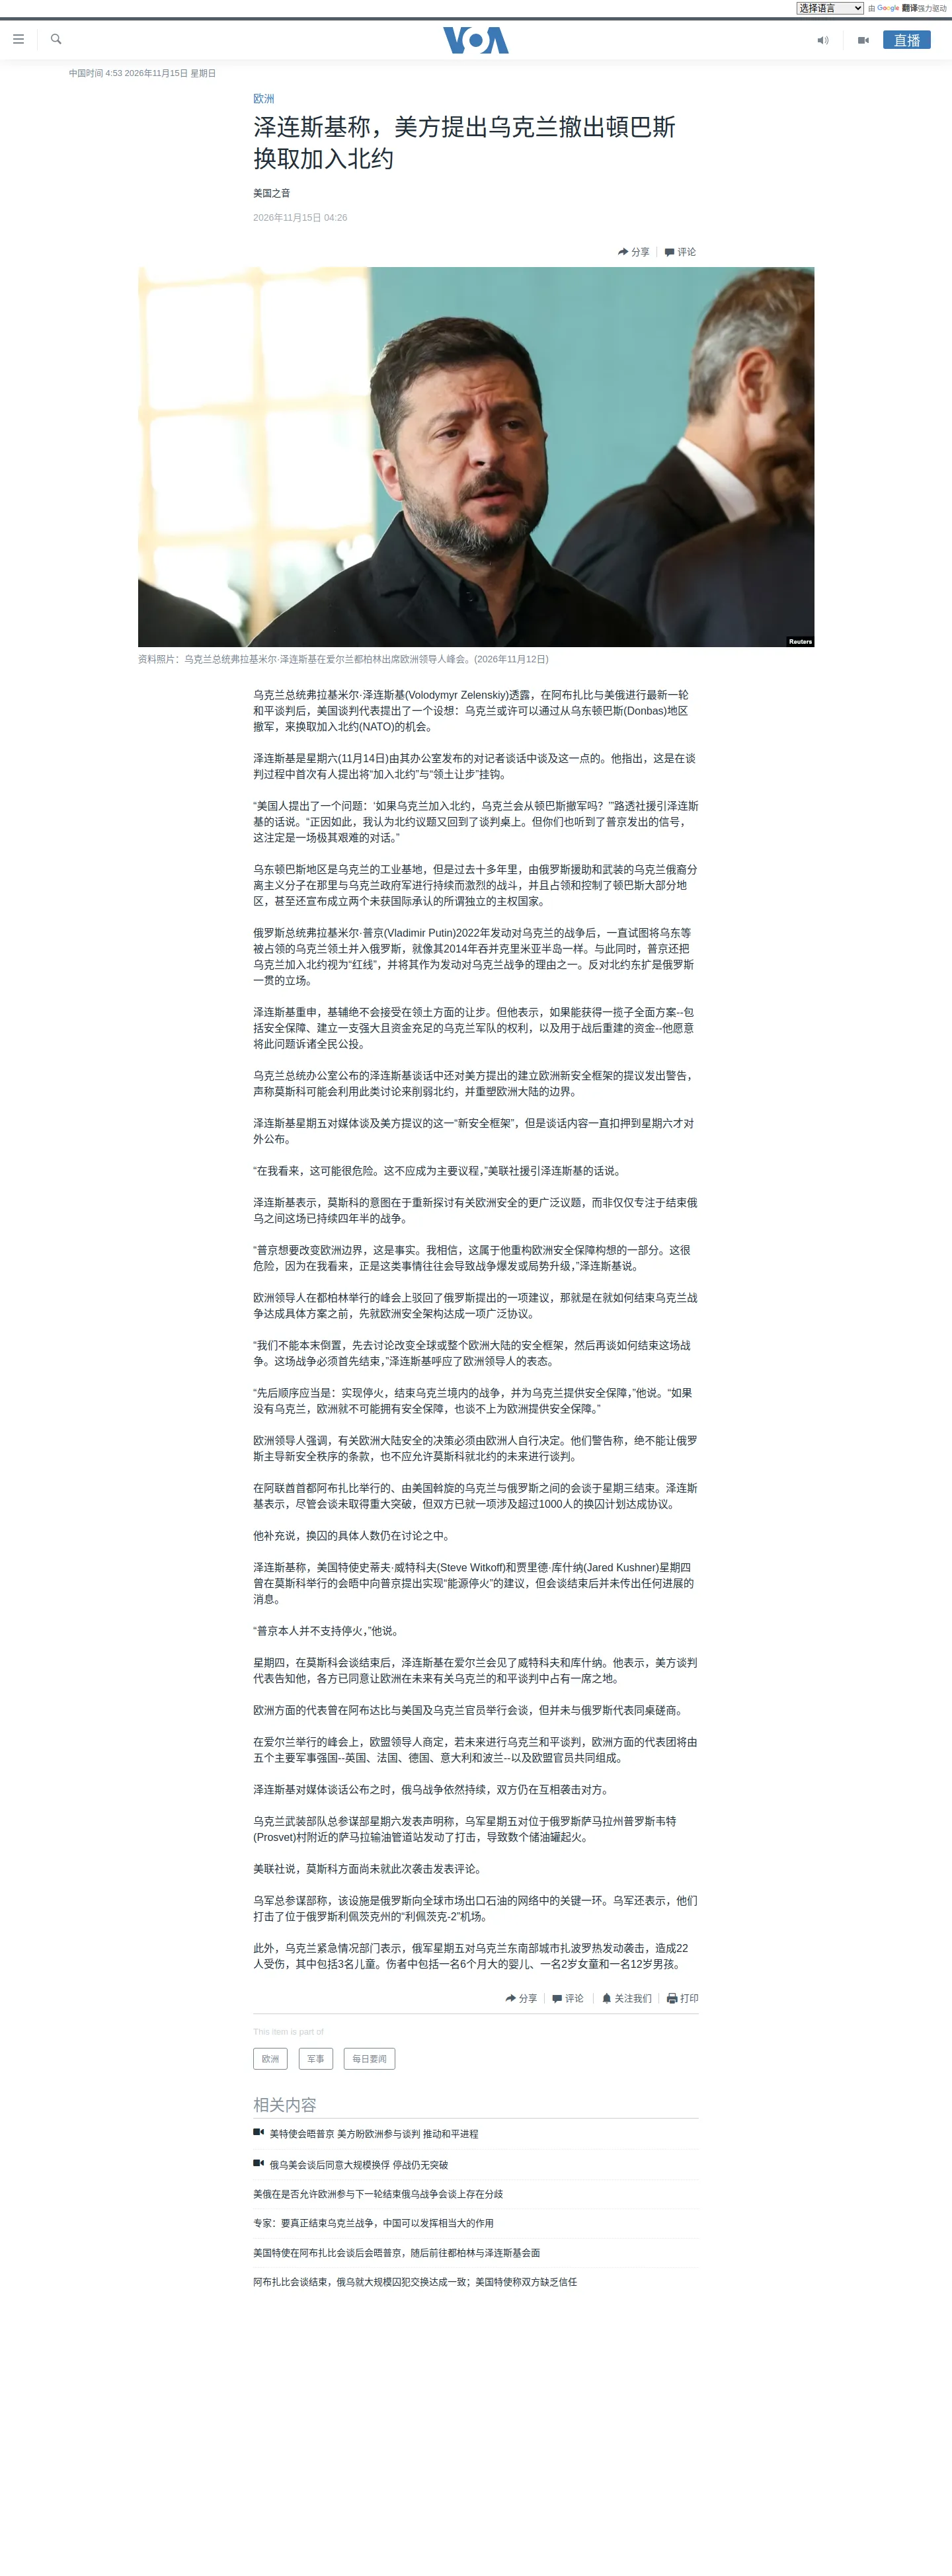 选择语言 由 Google 翻译强力驱动
VOA
直播
中国时间 4:53 2026年11月15日 星期日
欧洲
泽连斯基称，美方提出乌克兰撤出頓巴斯
换取加入北约
美国之音
2026年11月15日 04:26
分享 评论
Reuters
资料照片：乌克兰总统弗拉基米尔·泽连斯基在爱尔兰都柏林出席欧洲领导人峰会。(2026年11月12日)
乌克兰总统弗拉基米尔·泽连斯基(Volodymyr Zelenskiy)透露，在阿布扎比与美俄进行最新一轮
和平谈判后，美国谈判代表提出了一个设想：乌克兰或许可以通过从乌东顿巴斯(Donbas)地区
撤军，来换取加入北约(NATO)的机会。
泽连斯基是星期六(11月14日)由其办公室发布的对记者谈话中谈及这一点的。他指出，这是在谈
判过程中首次有人提出将“加入北约”与“领土让步”挂钩。
“美国人提出了一个问题：‘如果乌克兰加入北约，乌克兰会从顿巴斯撤军吗？’”路透社援引泽连斯
基的话说。“正因如此，我认为北约议题又回到了谈判桌上。但你们也听到了普京发出的信号，
这注定是一场极其艰难的对话。”
乌东顿巴斯地区是乌克兰的工业基地，但是过去十多年里，由俄罗斯援助和武装的乌克兰俄裔分
离主义分子在那里与乌克兰政府军进行持续而激烈的战斗，并且占领和控制了顿巴斯大部分地
区，甚至还宣布成立两个未获国际承认的所谓独立的主权国家。
俄罗斯总统弗拉基米尔·普京(Vladimir Putin)2022年发动对乌克兰的战争后，一直试图将乌东等
被占领的乌克兰领土并入俄罗斯，就像其2014年吞并克里米亚半岛一样。与此同时，普京还把
乌克兰加入北约视为“红线”，并将其作为发动对乌克兰战争的理由之一。反对北约东扩是俄罗斯
一贯的立场。
泽连斯基重申，基辅绝不会接受在领土方面的让步。但他表示，如果能获得一揽子全面方案--包
括安全保障、建立一支强大且资金充足的乌克兰军队的权利，以及用于战后重建的资金--他愿意
将此问题诉诸全民公投。
乌克兰总统办公室公布的泽连斯基谈话中还对美方提出的建立欧洲新安全框架的提议发出警告，
声称莫斯科可能会利用此类讨论来削弱北约，并重塑欧洲大陆的边界。
泽连斯基星期五对媒体谈及美方提议的这一“新安全框架”，但是谈话内容一直扣押到星期六才对
外公布。
“在我看来，这可能很危险。这不应成为主要议程，”美联社援引泽连斯基的话说。
泽连斯基表示，莫斯科的意图在于重新探讨有关欧洲安全的更广泛议题，而非仅仅专注于结束俄
乌之间这场已持续四年半的战争。
“普京想要改变欧洲边界，这是事实。我相信，这属于他重构欧洲安全保障构想的一部分。这很
危险，因为在我看来，正是这类事情往往会导致战争爆发或局势升级，”泽连斯基说。
欧洲领导人在都柏林举行的峰会上驳回了俄罗斯提出的一项建议，那就是在就如何结束乌克兰战
争达成具体方案之前，先就欧洲安全架构达成一项广泛协议。
“我们不能本末倒置，先去讨论改变全球或整个欧洲大陆的安全框架，然后再谈如何结束这场战
争。这场战争必须首先结束，”泽连斯基呼应了欧洲领导人的表态。
“先后顺序应当是：实现停火，结束乌克兰境内的战争，并为乌克兰提供安全保障，”他说。“如果
没有乌克兰，欧洲就不可能拥有安全保障，也谈不上为欧洲提供安全保障。”
欧洲领导人强调，有关欧洲大陆安全的决策必须由欧洲人自行决定。他们警告称，绝不能让俄罗
斯主导新安全秩序的条款，也不应允许莫斯科就北约的未来进行谈判。
在阿联酋首都阿布扎比举行的、由美国斡旋的乌克兰与俄罗斯之间的会谈于星期三结束。泽连斯
基表示，尽管会谈未取得重大突破，但双方已就一项涉及超过1000人的换囚计划达成协议。
他补充说，换囚的具体人数仍在讨论之中。
泽连斯基称，美国特使史蒂夫·威特科夫(Steve Witkoff)和贾里德·库什纳(Jared Kushner)星期四
曾在莫斯科举行的会晤中向普京提出实现“能源停火”的建议，但会谈结束后并未传出任何进展的
消息。
“普京本人并不支持停火，”他说。
星期四，在莫斯科会谈结束后，泽连斯基在爱尔兰会见了威特科夫和库什纳。他表示，美方谈判
代表告知他，各方已同意让欧洲在未来有关乌克兰的和平谈判中占有一席之地。
欧洲方面的代表曾在阿布达比与美国及乌克兰官员举行会谈，但并未与俄罗斯代表同桌磋商。
在爱尔兰举行的峰会上，欧盟领导人商定，若未来进行乌克兰和平谈判，欧洲方面的代表团将由
五个主要军事强国--英国、法国、德国、意大利和波兰--以及欧盟官员共同组成。
泽连斯基对媒体谈话公布之时，俄乌战争依然持续，双方仍在互相袭击对方。
乌克兰武装部队总参谋部星期六发表声明称，乌军星期五对位于俄罗斯萨马拉州普罗斯韦特
(Prosvet)村附近的萨马拉输油管道站发动了打击，导致数个储油罐起火。
美联社说，莫斯科方面尚未就此次袭击发表评论。
乌军总参谋部称，该设施是俄罗斯向全球市场出口石油的网络中的关键一环。乌军还表示，他们
打击了位于俄罗斯利佩茨克州的“利佩茨克-2”机场。
此外，乌克兰紧急情况部门表示，俄军星期五对乌克兰东南部城市扎波罗热发动袭击，造成22
人受伤，其中包括3名儿童。伤者中包括一名6个月大的婴儿、一名2岁女童和一名12岁男孩。
分享 评论 关注我们 打印
This item is part of
欧洲 军事 每日要闻
相关内容
美特使会晤普京 美方盼欧洲参与谈判 推动和平进程
俄乌美会谈后同意大规模换俘 停战仍无突破
美俄在是否允许欧洲参与下一轮结束俄乌战争会谈上存在分歧
专家：要真正结束乌克兰战争，中国可以发挥相当大的作用
美国特使在阿布扎比会谈后会晤普京，随后前往都柏林与泽连斯基会面
阿布扎比会谈结束，俄乌就大规模囚犯交换达成一致；美国特使称双方缺乏信任